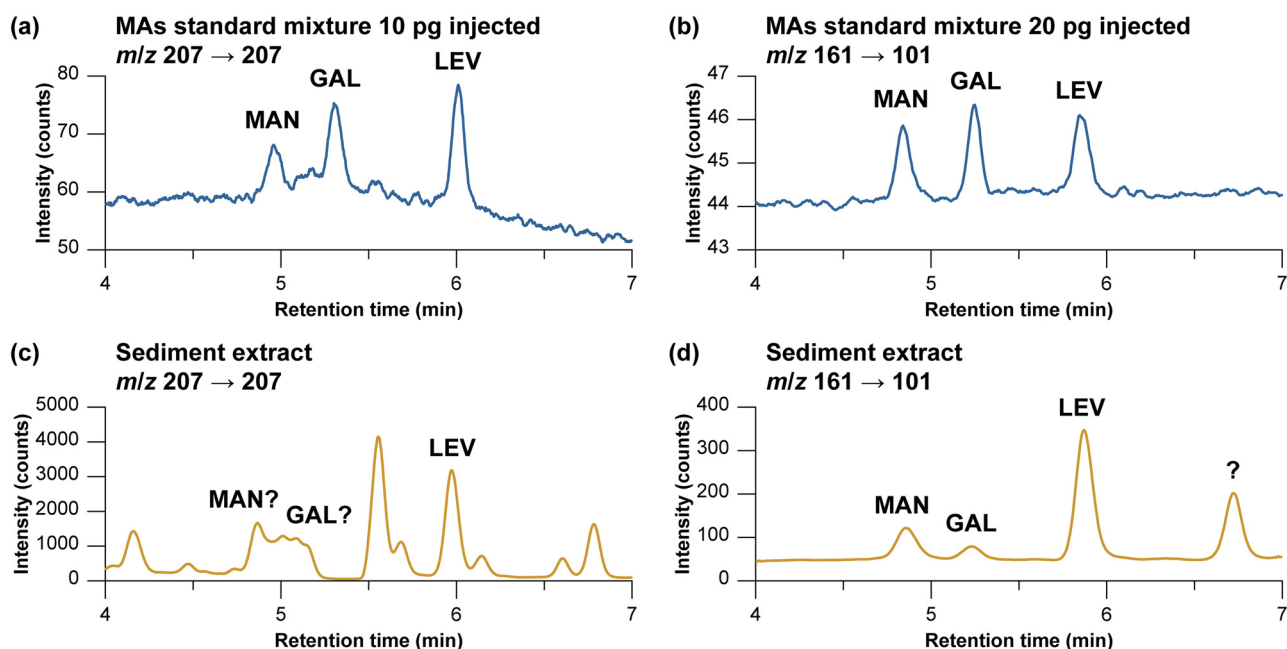 (a) MAs standard mixture 10 pg injected
m/z 207 → 207
Intensity (counts)
80
70
60
50
MAN
GAL
LEV
4 5 6 7
Retention time (min)
(b) MAs standard mixture 20 pg injected
m/z 161 → 101
Intensity (counts)
47
46
45
44
43
MAN
GAL
LEV
4 5 6 7
Retention time (min)
(c) Sediment extract
m/z 207 → 207
Intensity (counts)
5000
4000
3000
2000
1000
0
MAN?
GAL?
LEV
4 5 6 7
Retention time (min)
(d) Sediment extract
m/z 161 → 101
Intensity (counts)
400
300
200
100
0
MAN
GAL
LEV
?
4 5 6 7
Retention time (min)